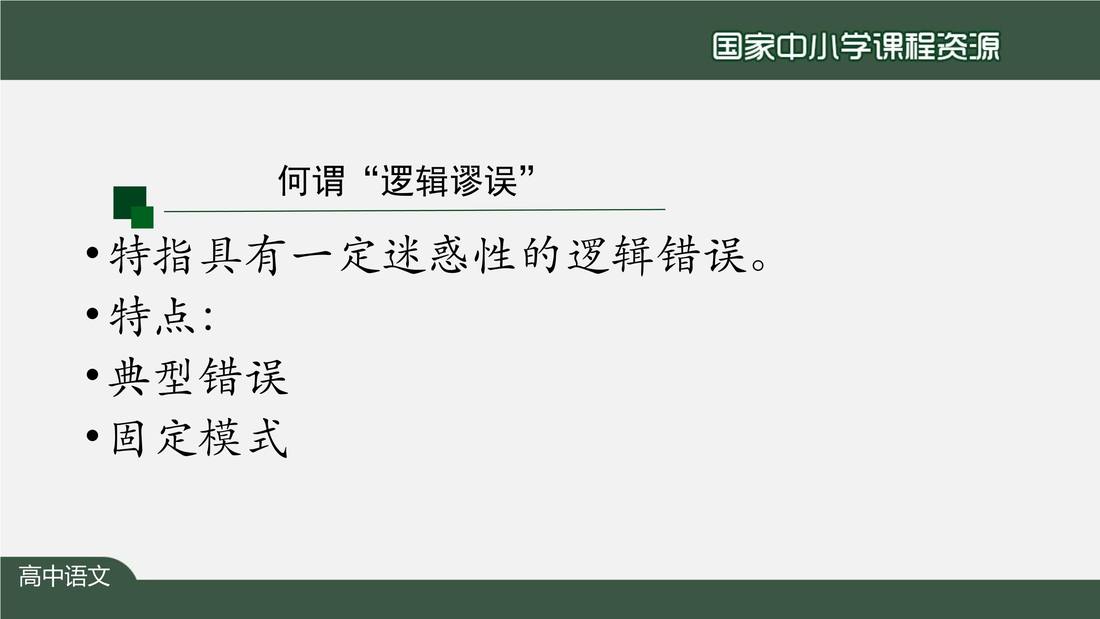 国家中小学课程资源
何谓“逻辑谬误”
•特指具有一定迷惑性的逻辑错误。
•特点：
•典型错误
•固定模式
高中语文